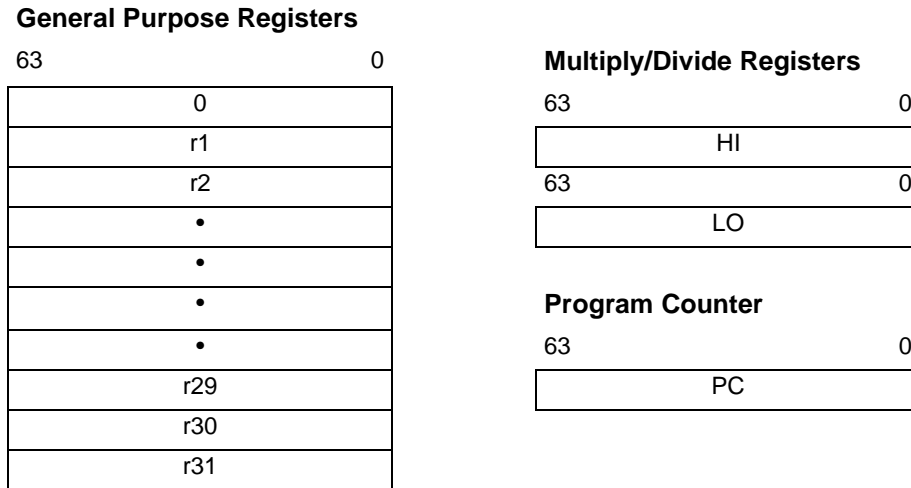 General Purpose Registers
63 0
0
r1
r2
•
•
•
•
r29
r30
r31
Multiply/Divide Registers
63 0
HI
63 0
LO
Program Counter
63 0
PC